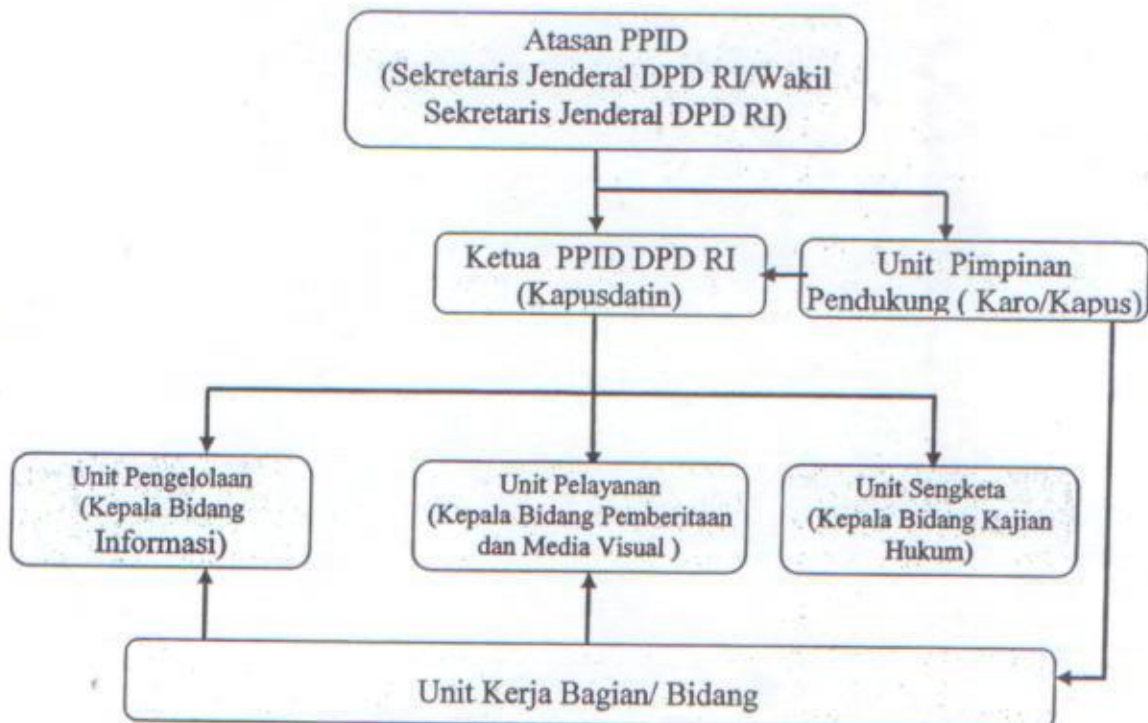 Atasan PPID
(Sekretaris Jenderal DPD RI/Wakil
Sekretaris Jenderal DPD RI)
Ketua PPID DPD RI
(Kapusdatin)
Unit Pimpinan
Pendukung ( Karo/Kapus)
Unit Pengelolaan
(Kepala Bidang
Informasi)
Unit Pelayanan
(Kepala Bidang Pemberitaan
dan Media Visual )
Unit Sengketa
(Kepala Bidang Kajian
Hukum)
Unit Kerja Bagian/ Bidang